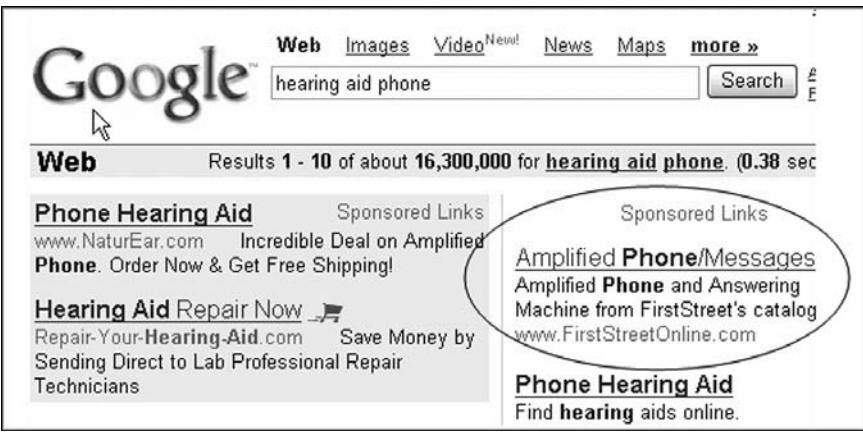 Google™
Web Images Video New! News Maps more »
hearing aid phone
Search
Web Results 1 - 10 of about 16,300,000 for hearing aid phone. (0.38 sec
Phone Hearing Aid Sponsored Links
www.NaturEar.com Incredible Deal on Amplified
Phone. Order Now & Get Free Shipping!
Hearing Aid Repair Now
Repair-Your-Hearing-Aid.com Save Money by
Sending Direct to Lab Professional Repair
Technicians
Sponsored Links
Amplified Phone/Messages
Amplified Phone and Answering
Machine from FirstStreet's catalog
www.FirstStreetOnline.com
Phone Hearing Aid
Find hearing aids online.